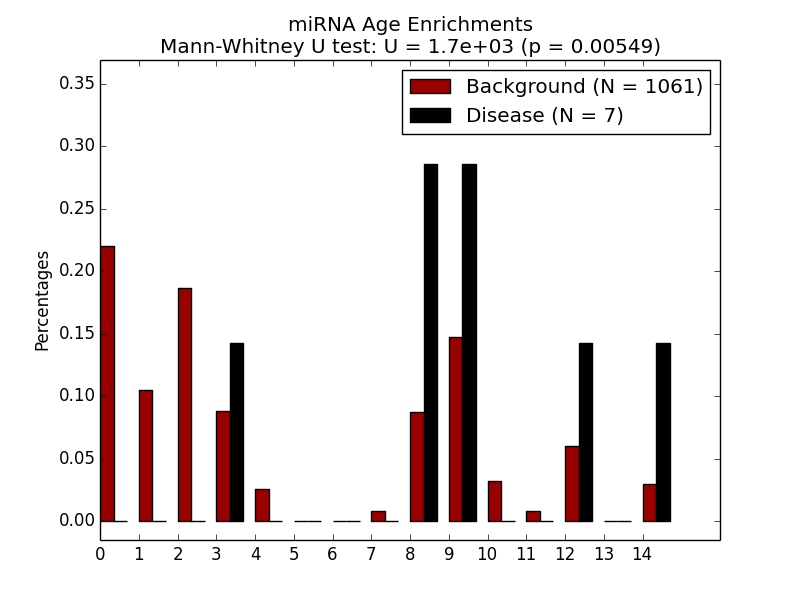 miRNA Age Enrichments
Mann-Whitney U test: U = 1.7e+03 (p = 0.00549)
Background (N = 1061)
Disease (N = 7)
Percentages
0.35
0.30
0.25
0.20
0.15
0.10
0.05
0.00
0 1 2 3 4 5 6 7 8 9 10 11 12 13 14